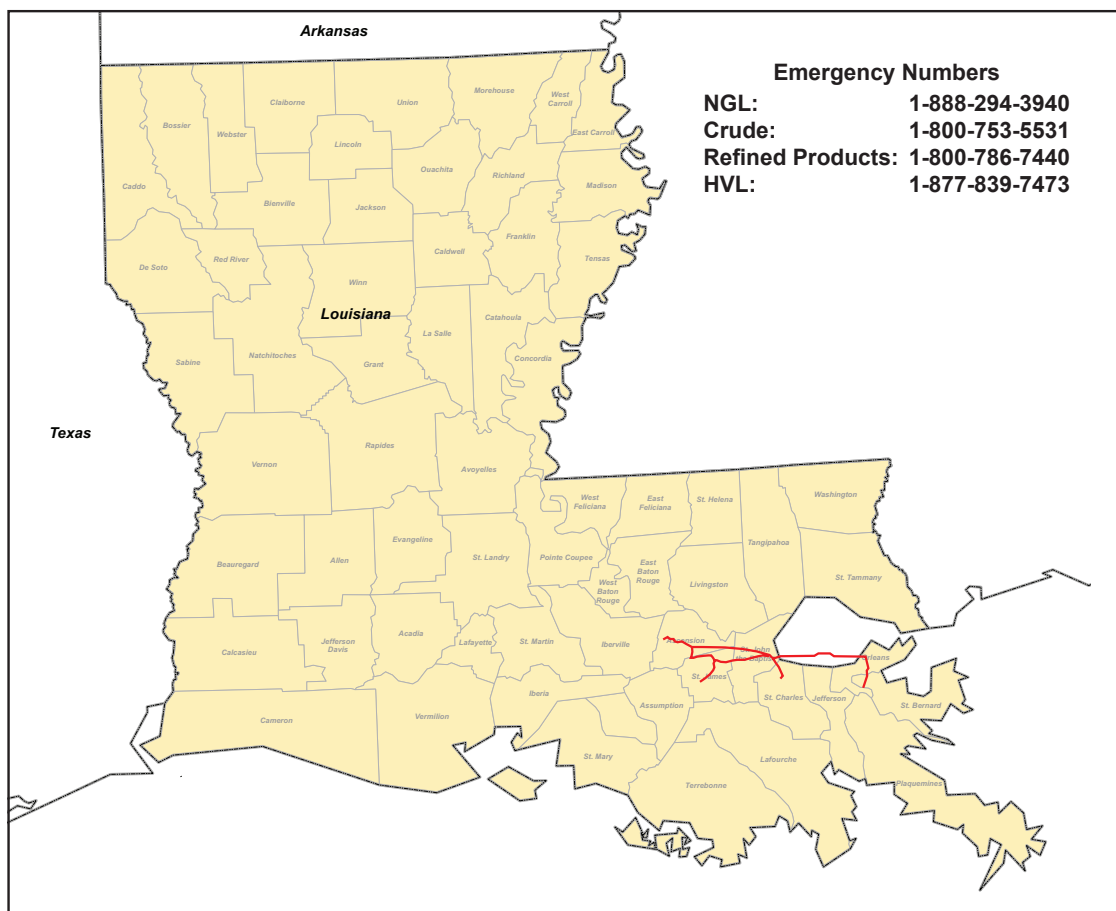 Arkansas
Emergency Numbers
NGL: 1-888-294-3940
Crude: 1-800-753-5531
Refined Products: 1-800-786-7440
HVL: 1-877-839-7473
Claiborne
Union
Morehouse
West
Carroll
Bossier
Webster
East Carroll
Lincoln
Ouachita
Richland
Madison
Caddo
Bienville
Jackson
Franklin
Caldwell
Tensas
De Soto
Red River
Winn
Louisiana
La Salle
Catahoula
Sabine
Natchitoches
Grant
Concordia
Texas
Rapides
Vernon
Avoyelles
West
Feliciana
East
Feliciana
St. Helena
Washington
Tangipahoa
Evangeline
Beauregard
Allen
St. Landry
Pointe Coupee
East
Baton
Rouge
West
Baton
Rouge
Livingston
St. Tammany
Acadia
Lafayette
St. Martin
Iberville
Ascension
St. John
the Baptist
Jefferson
Davis
Calcasieu
Orleans
St. James
Iberia
Assumption
St. Charles
Jefferson
St. Bernard
Cameron
Vermilion
St. Mary
Lafourche
Terrebonne
Plaquemines